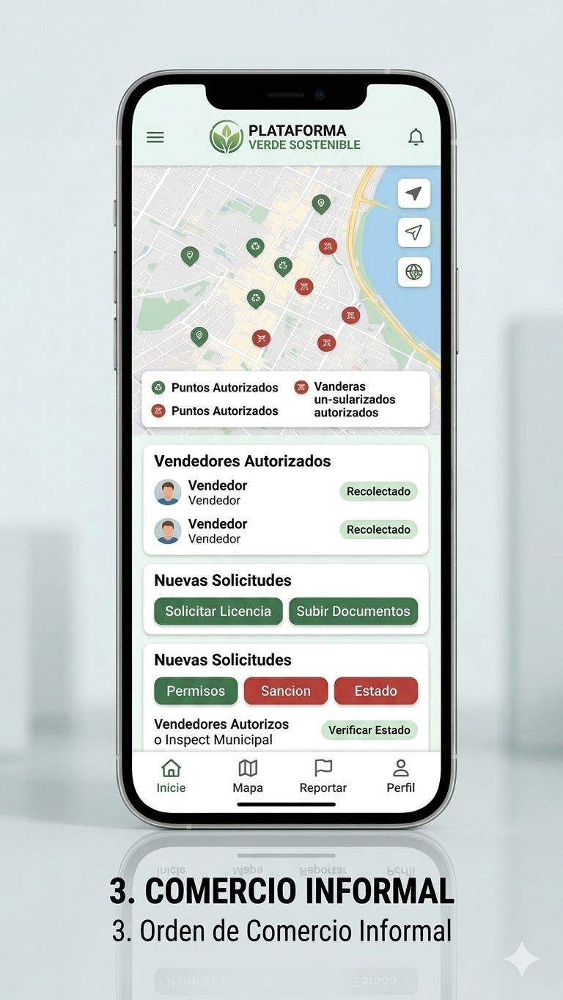 PLATAFORMA
VERDE SOSTENIBLE
Puntos Autorizados
Puntos Autorizados
Vanderas
un-sularizados
autorizados
Vendedores Autorizados
Vendedor
Vendedor
Recolectado
Vendedor
Vendedor
Recolectado
Nuevas Solicitudes
Solicitar Licencia
Subir Documentos
Nuevas Solicitudes
Permisos
Sancion
Estado
Vendedores Autorizos
o Inspect Municipal
Verificar Estado
Inicie
Mapa
Reportar
Perfil
3. COMERCIO INFORMAL
3. Orden de Comercio Informal